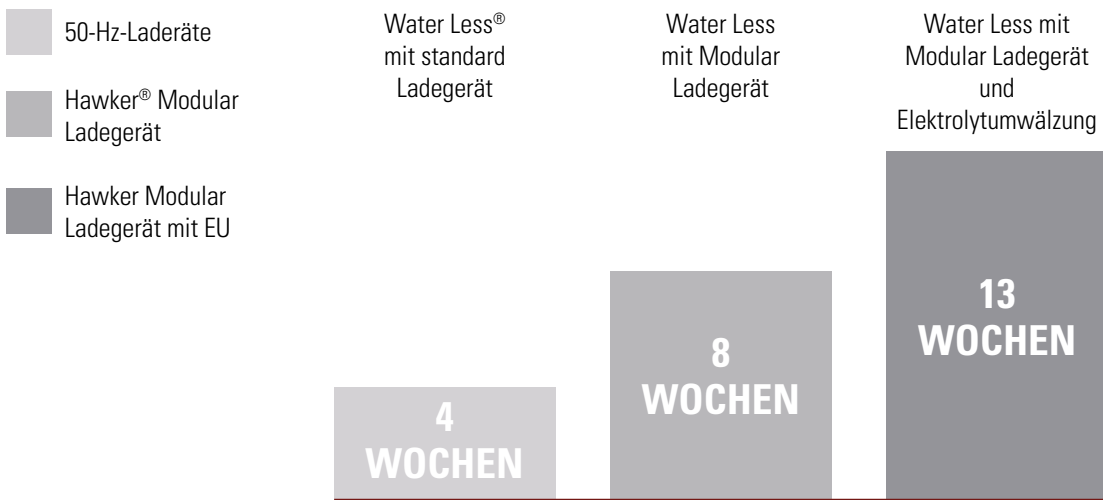 50-Hz-Laderäte
Hawker® Modular
Ladegerät
Hawker Modular
Ladegerät mit EU
Water Less®
mit standard
Ladegerät
Water Less
mit Modular
Ladegerät
Water Less mit
Modular Ladegerät
und
Elektrolytumwälzung
4
WOCHEN
8
WOCHEN
13
WOCHEN